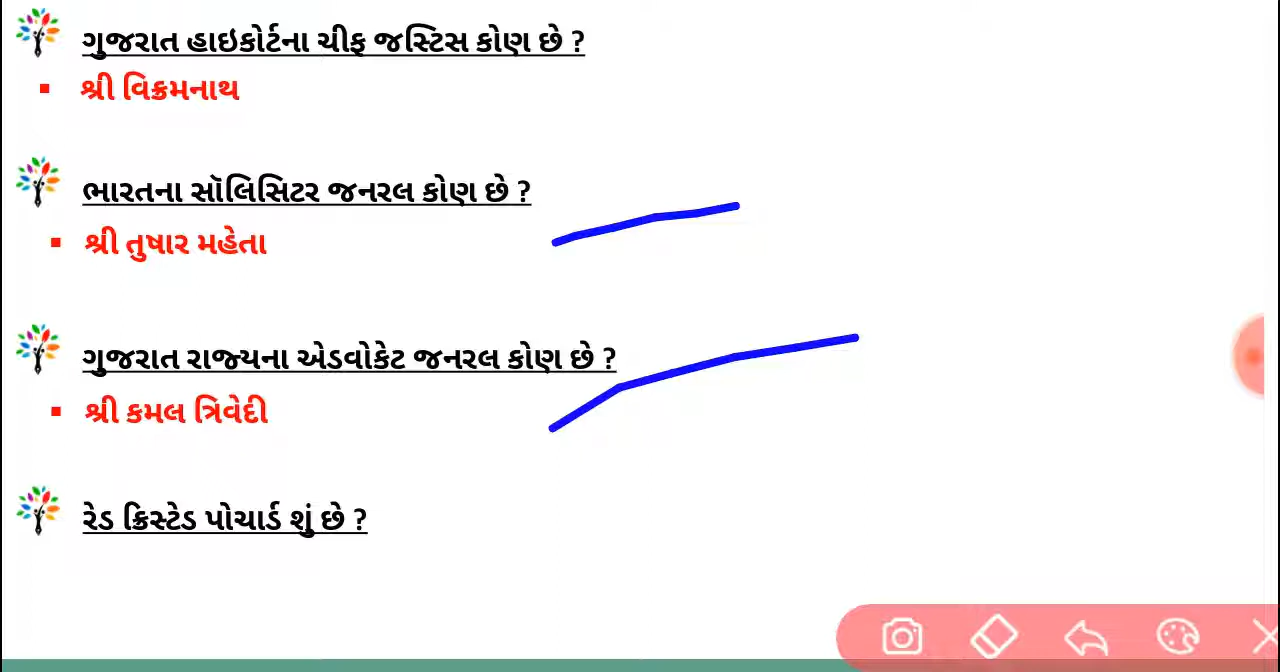 ગુજરાત હાઇકોર્ટના ચીફ જસ્ટિસ કોણ છે ?
શ્રી વિક્રમનાથ
ભારતના સૉલિસિટર જનરલ કોણ છે ?
શ્રી તુષાર મહેતા
ગુજરાત રાજ્યના એડવોકેટ જનરલ કોણ છે ?
શ્રી કમલ ત્રિવેદી
રેડ ક્રિસ્ટેડ પોચાર્ડ શું છે ?